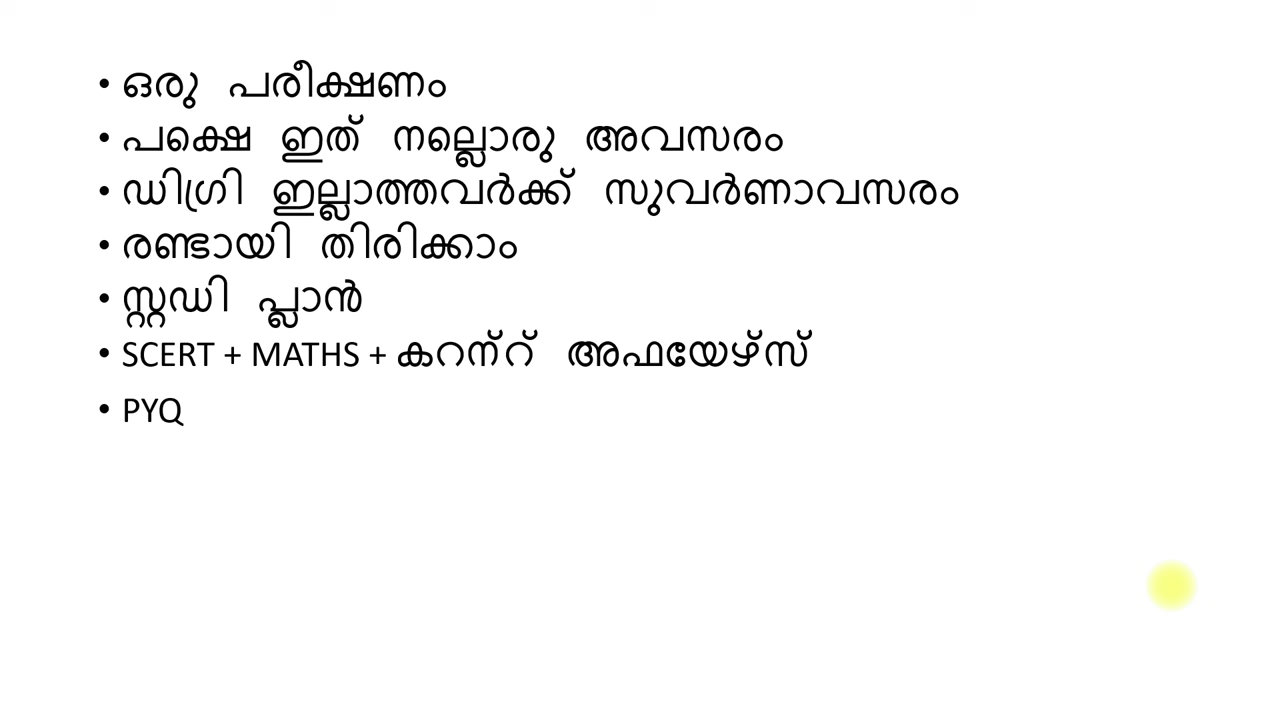 • ഒരു പരീക്ഷണം
• പക്ഷെ ഇത് നല്ലൊരു അവസരം
• ഡിഗ്രി ഇല്ലാത്തവർക്ക് സുവർണാവസരം
• രണ്ടായി തിരിക്കാം
• സ്റ്റഡി പ്ലാൻ
• SCERT + MATHS + കറന്റ് അഫയേഴ്സ്
• PYQ